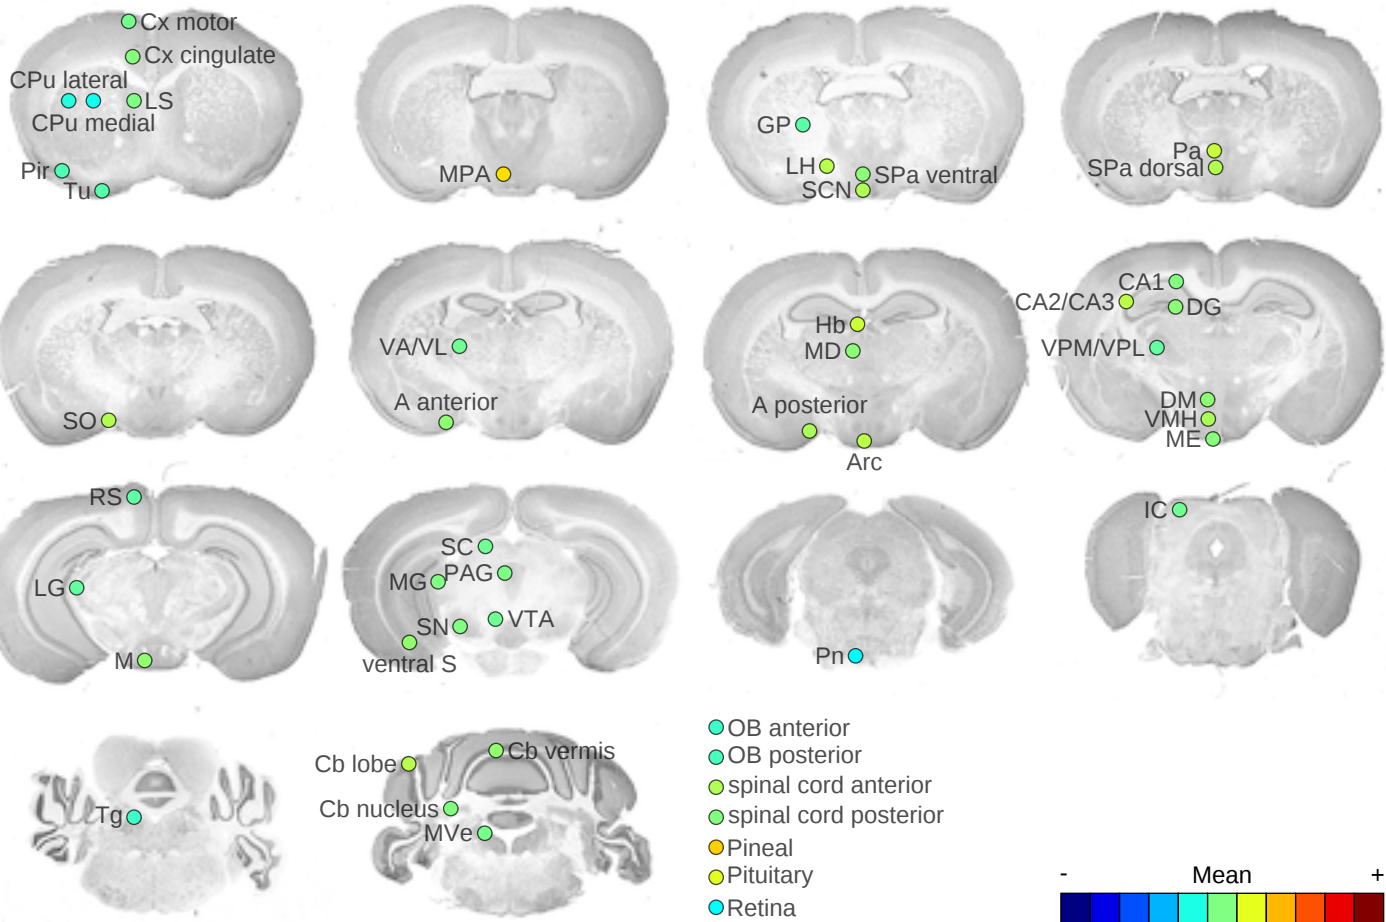 Cx motor
Cx cingulate
CPu lateral
LS
CPu medial
Pir
Tu
MPA
GP
LH
SPa ventral
SCN
Pa
SPa dorsal
SO
VA/VL
A anterior
Hb
MD
A posterior
Arc
CA1
CA2/CA3
DG
VPM/VPL
DM
VMH
ME
RS
LG
M
SC
MG
PAG
SN
VTA
ventral S
Pn
IC
Tg
Cb lobe
Cb vermis
Cb nucleus
MVe
OB anterior
OB posterior
spinal cord anterior
spinal cord posterior
Pineal
Pituitary
Retina
- Mean +